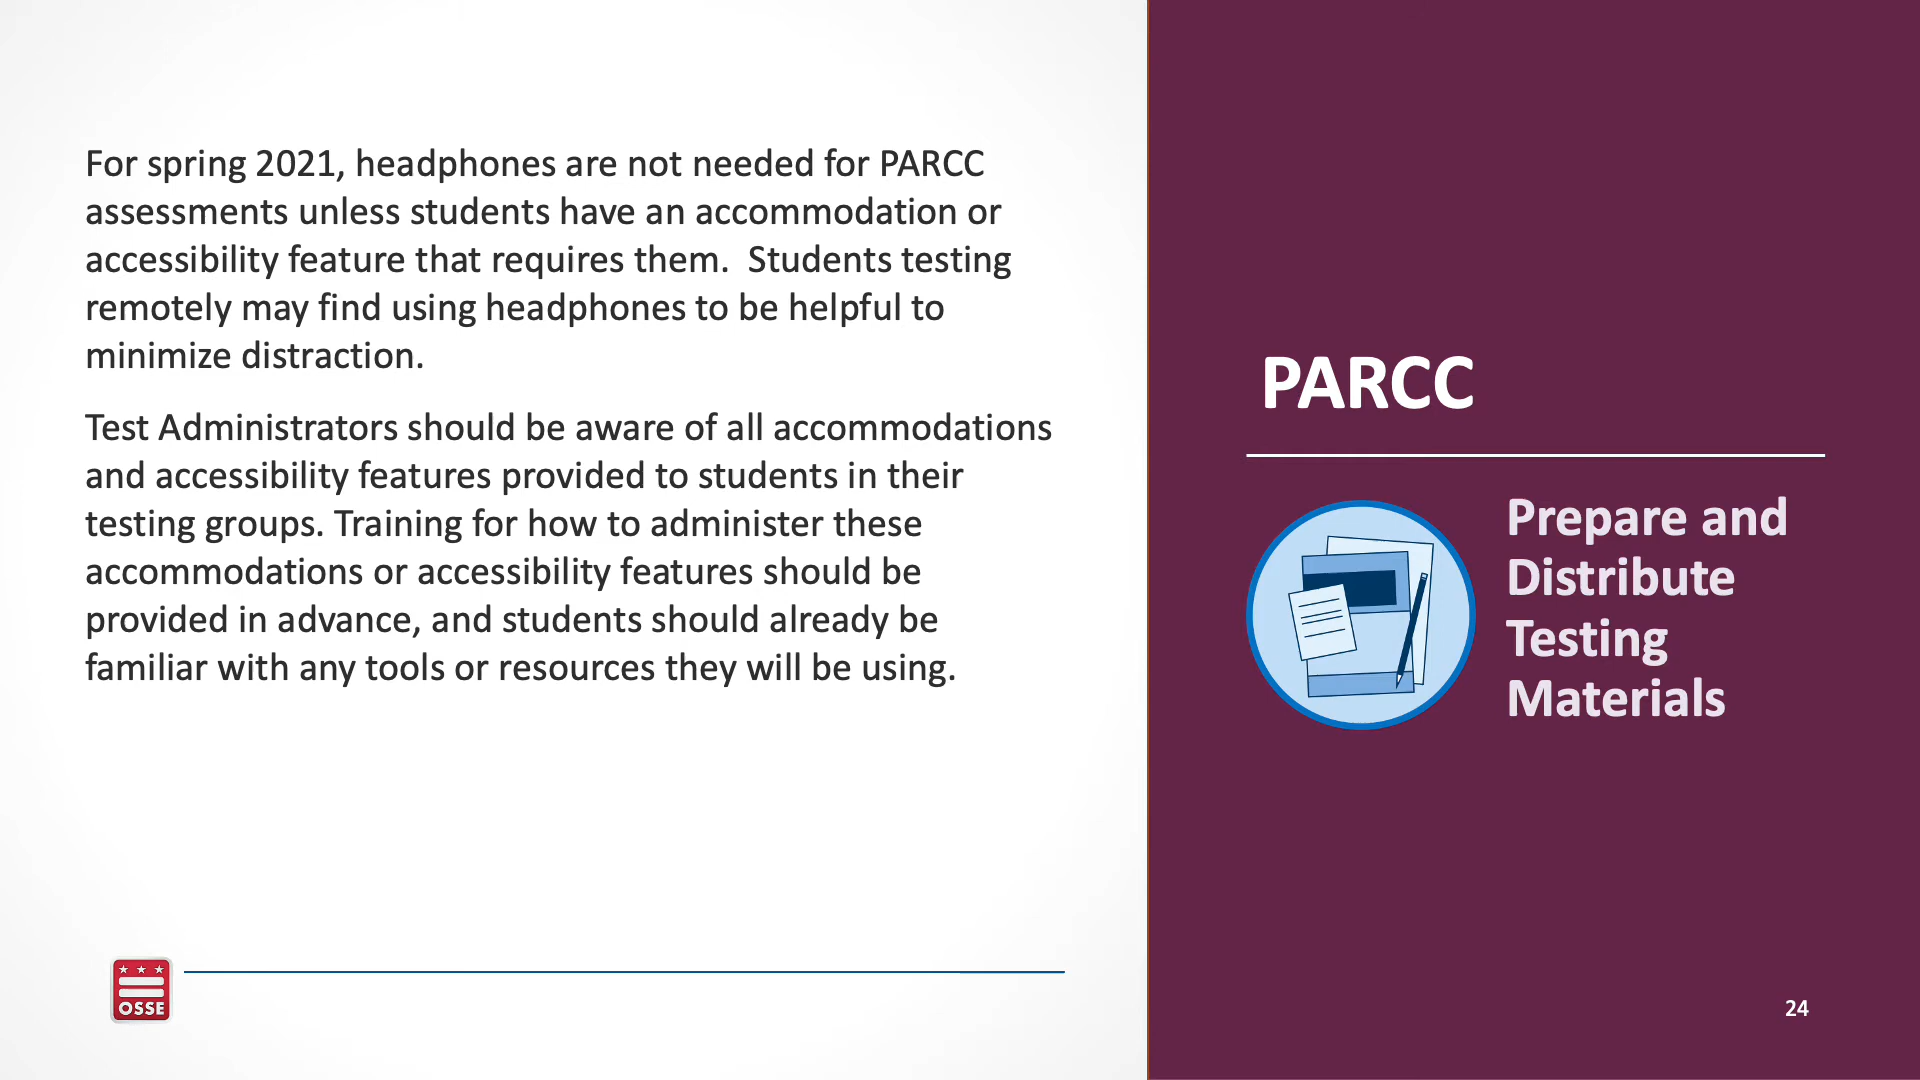 For spring 2021, headphones are not needed for PARCC
assessments unless students have an accommodation or
accessibility feature that requires them.  Students testing
remotely may find using headphones to be helpful to
minimize distraction.
Test Administrators should be aware of all accommodations
and accessibility features provided to students in their
testing groups. Training for how to administer these
accommodations or accessibility features should be
provided in advance, and students should already be
familiar with any tools or resources they will be using.
OSSE
PARCC
Prepare and
Distribute
Testing
Materials
24